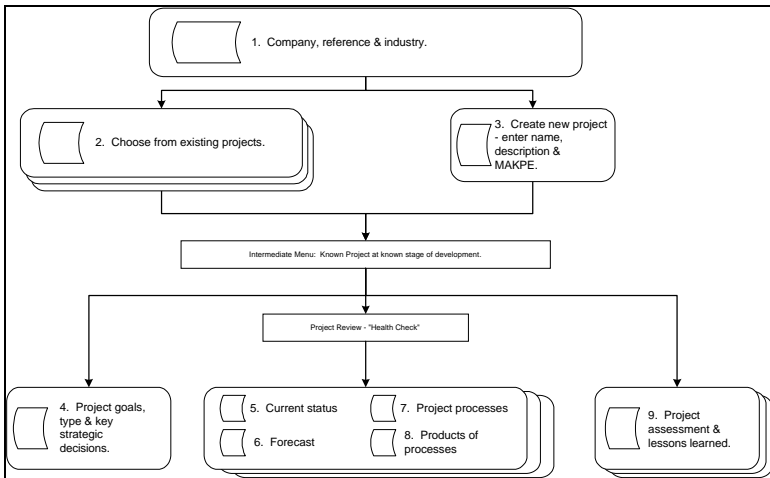 1. Company, reference & industry.
2. Choose from existing projects.
3. Create new project
- enter name,
description &
MAKPE.
Intermediate Menu: Known Project at known stage of development.
Project Review - "Health Check"
4. Project goals,
type & key
strategic
decisions.
5. Current status
7. Project processes
6. Forecast
8. Products of
processes
9. Project
assessment &
lessons learned.